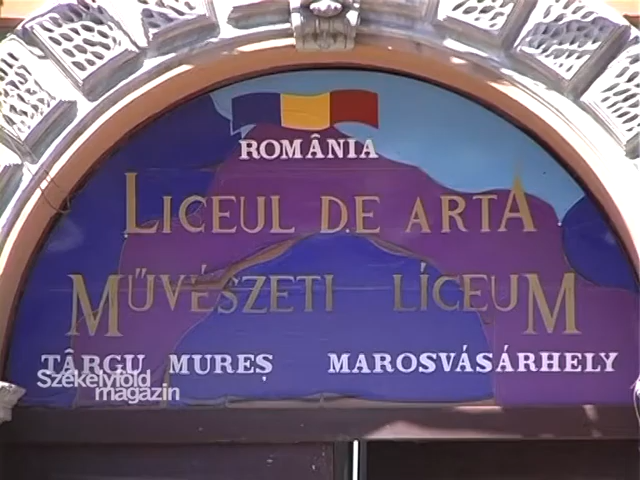 ROMÂNIA
LICEUL DE ARTA
MŰVÉSZETI LÍCEUM
TÂRGU MUREȘ MAROSVÁSÁRHELY
Székelyföld
magazin